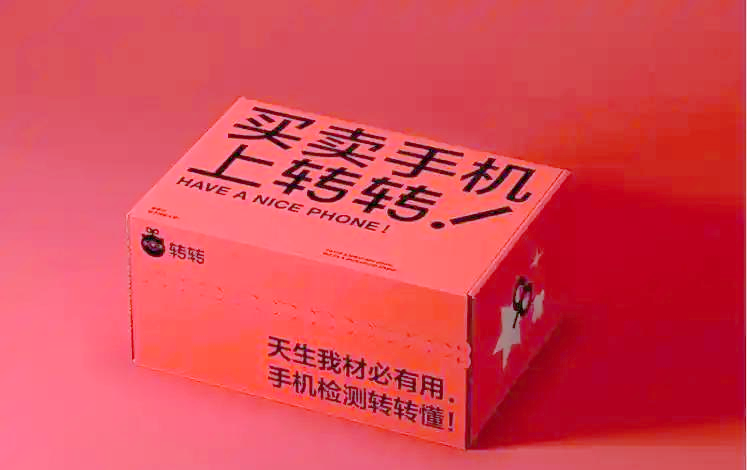 买卖手机
上转转.!
HAVE A NICE PHONE!
转转
天生我材必有用.
手机检测转转懂!